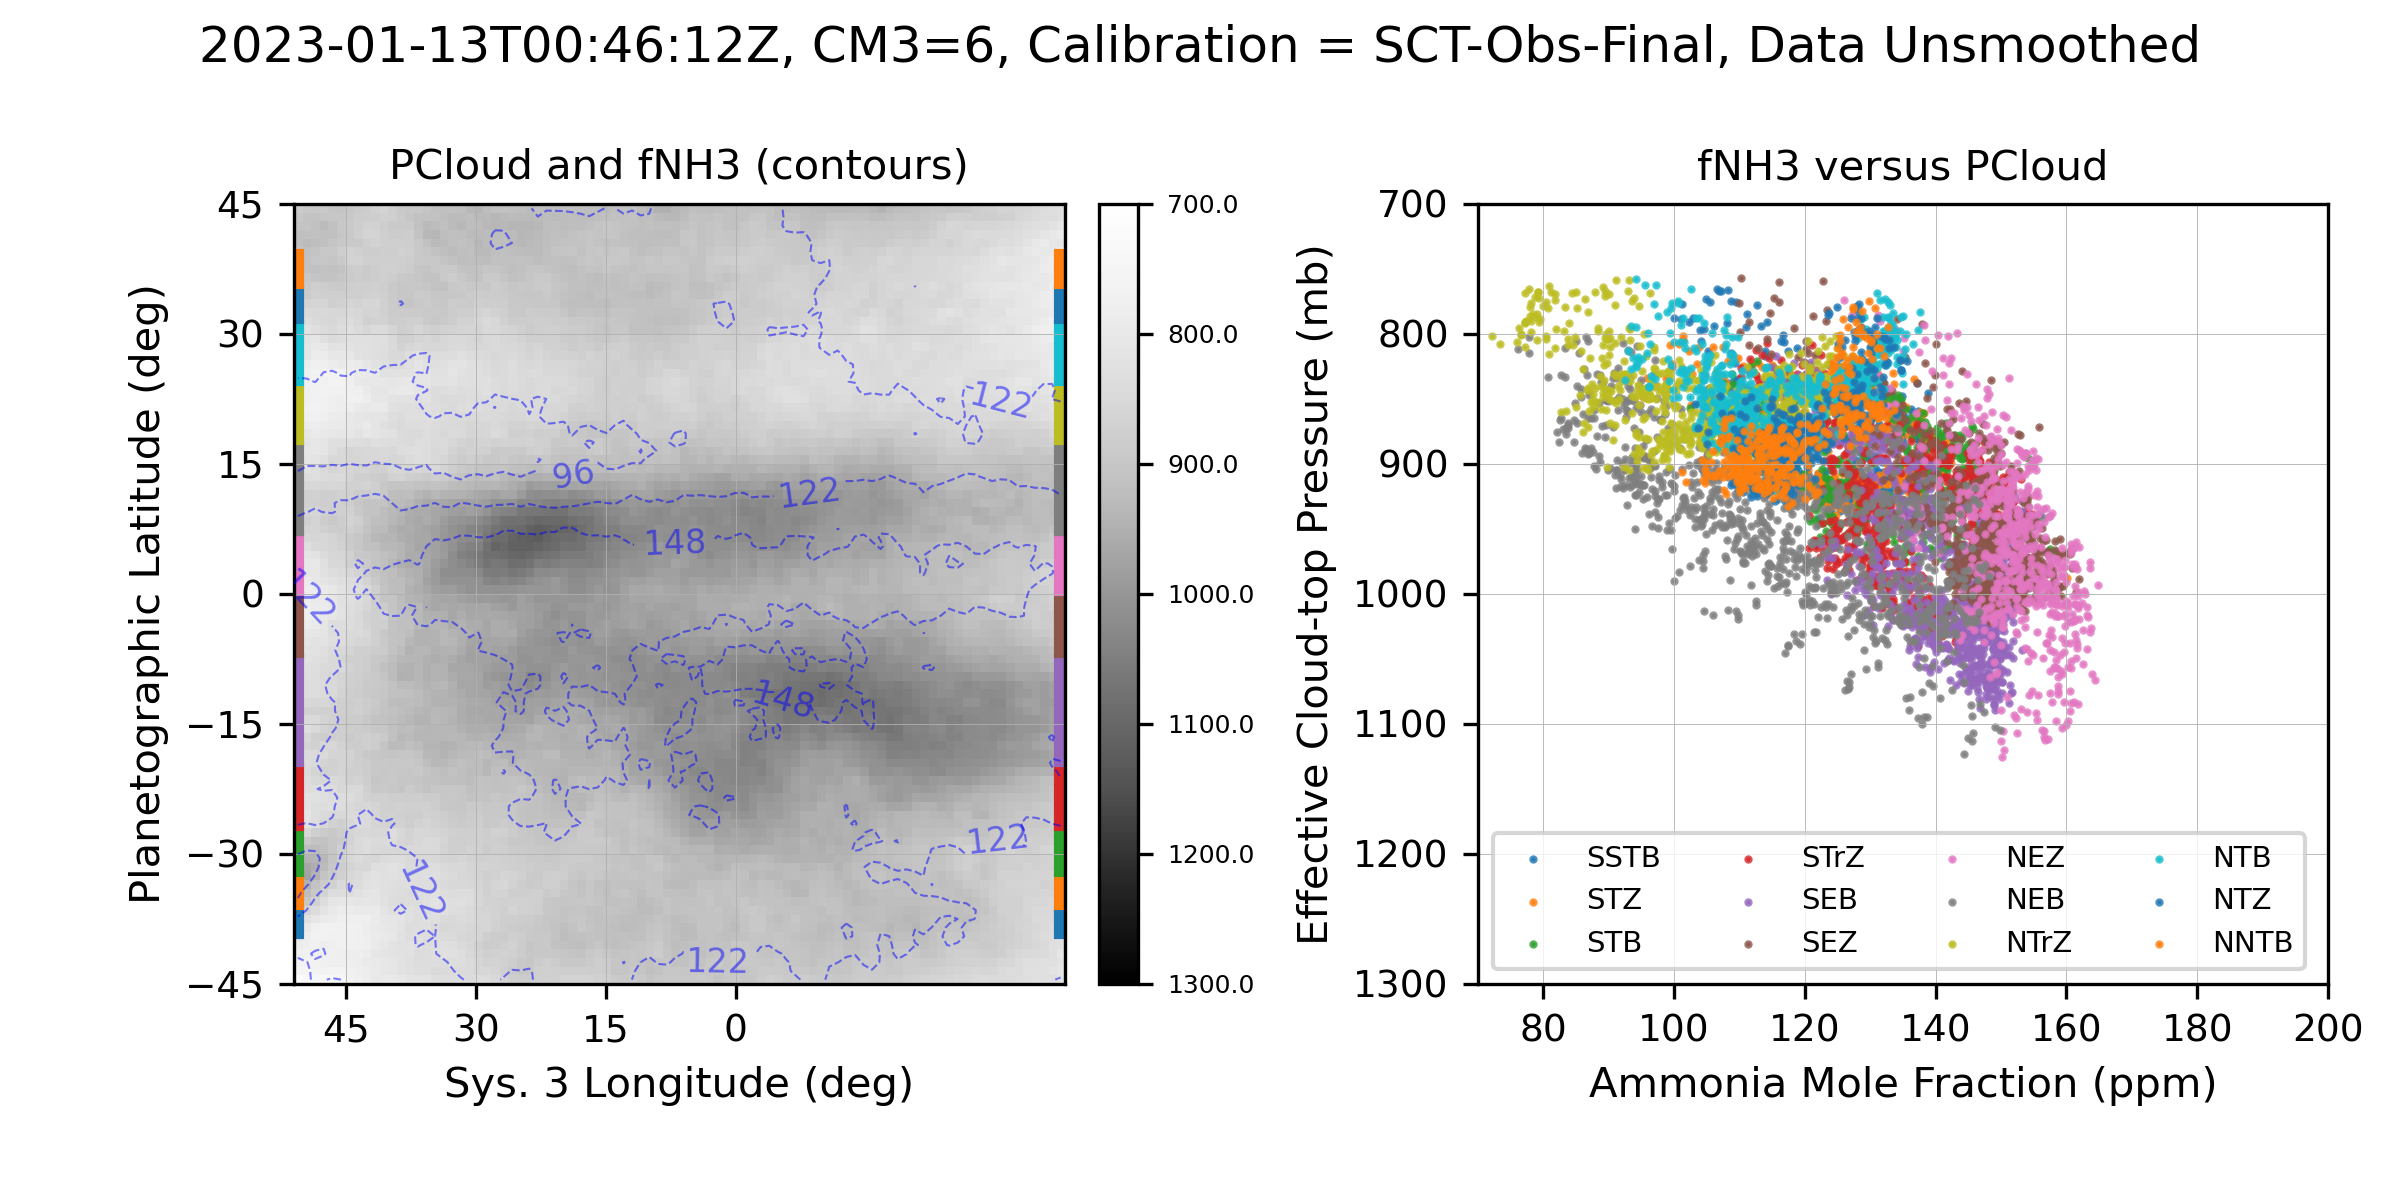 2023-01-13T00:46:12Z, CM3=6, Calibration = SCT-Obs-Final, Data Unsmoothed
PCloud and fNH3 (contours)
45
30
15
0
−15
−30
−45
Planetographic Latitude (deg)
45
30
15
0
Sys. 3 Longitude (deg)
122
96
122
148
122
148
122
122
122
700.0
800.0
900.0
1000.0
1100.0
1200.0
1300.0
fNH3 versus PCloud
700
800
900
1000
1100
1200
1300
Effective Cloud-top Pressure (mb)
SSTB
STZ
STB
STrZ
SEB
SEZ
NEZ
NEB
NTrZ
NTB
NTZ
NNTB
80
100
120
140
160
180
200
Ammonia Mole Fraction (ppm)